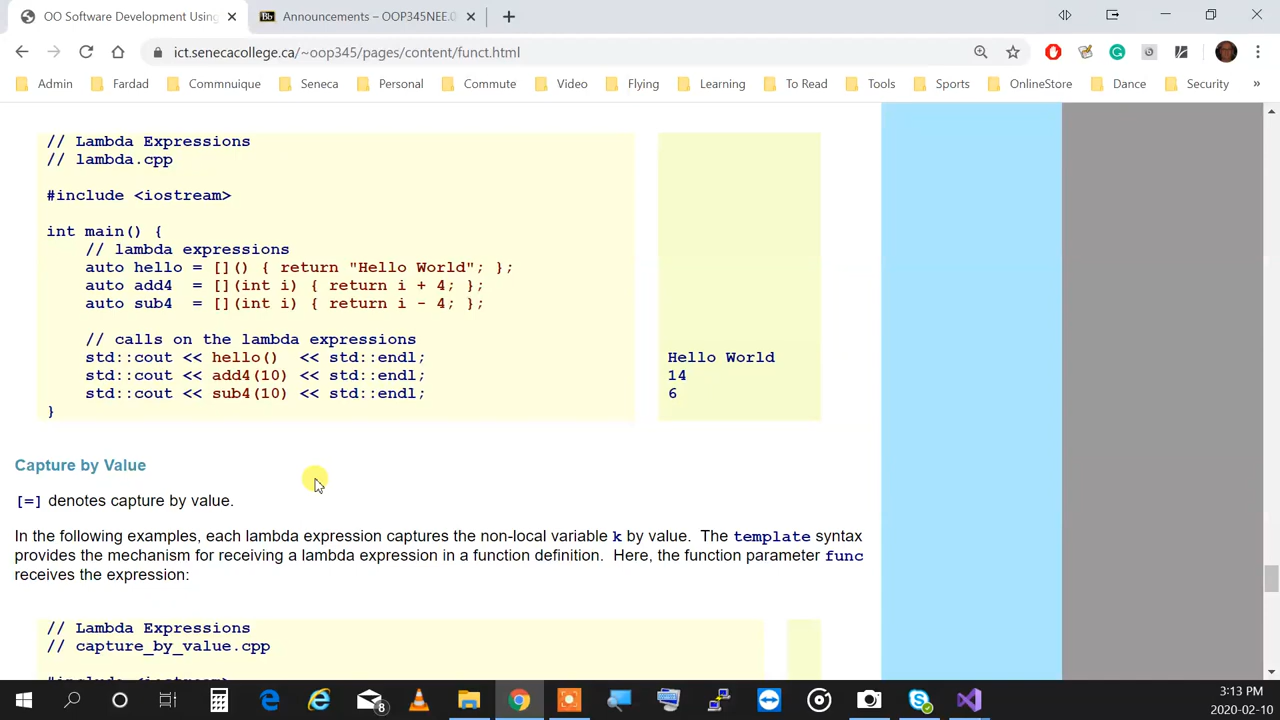 OO Software Development Using
Announcements – OOP345NEE.0
ict.senecacollege.ca/~oop345/pages/content/funct.html
Admin Fardad Commnuique Seneca Personal Commute Video Flying Learning To Read Tools Sports OnlineStore Dance Security »
// Lambda Expressions
// lambda.cpp
#include <iostream>
int main() {
// lambda expressions
auto hello = []() { return "Hello World"; };
auto add4 = [](int i) { return i + 4; };
auto sub4 = [](int i) { return i - 4; };
// calls on the lambda expressions
std::cout << hello() << std::endl;
std::cout << add4(10) << std::endl;
std::cout << sub4(10) << std::endl;
}
Hello World
14
6
Capture by Value
[=] denotes capture by value.
In the following examples, each lambda expression captures the non-local variable k by value. The template syntax
provides the mechanism for receiving a lambda expression in a function definition. Here, the function parameter func
receives the expression:
// Lambda Expressions
// capture_by_value.cpp
#include <iostream>
8
3:13 PM
2020-02-10